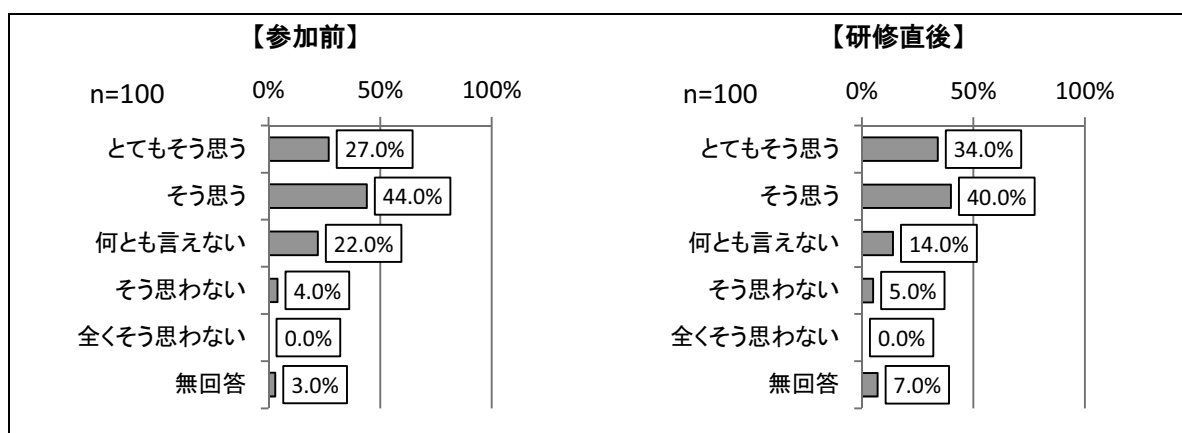 【参加前】
n=100
0% 50% 100%
とてもそう思う 27.0%
そう思う 44.0%
何とも言えない 22.0%
そう思わない 4.0%
全くそう思わない 0.0%
無回答 3.0%
【研修直後】
n=100
0% 50% 100%
とてもそう思う 34.0%
そう思う 40.0%
何とも言えない 14.0%
そう思わない 5.0%
全くそう思わない 0.0%
無回答 7.0%